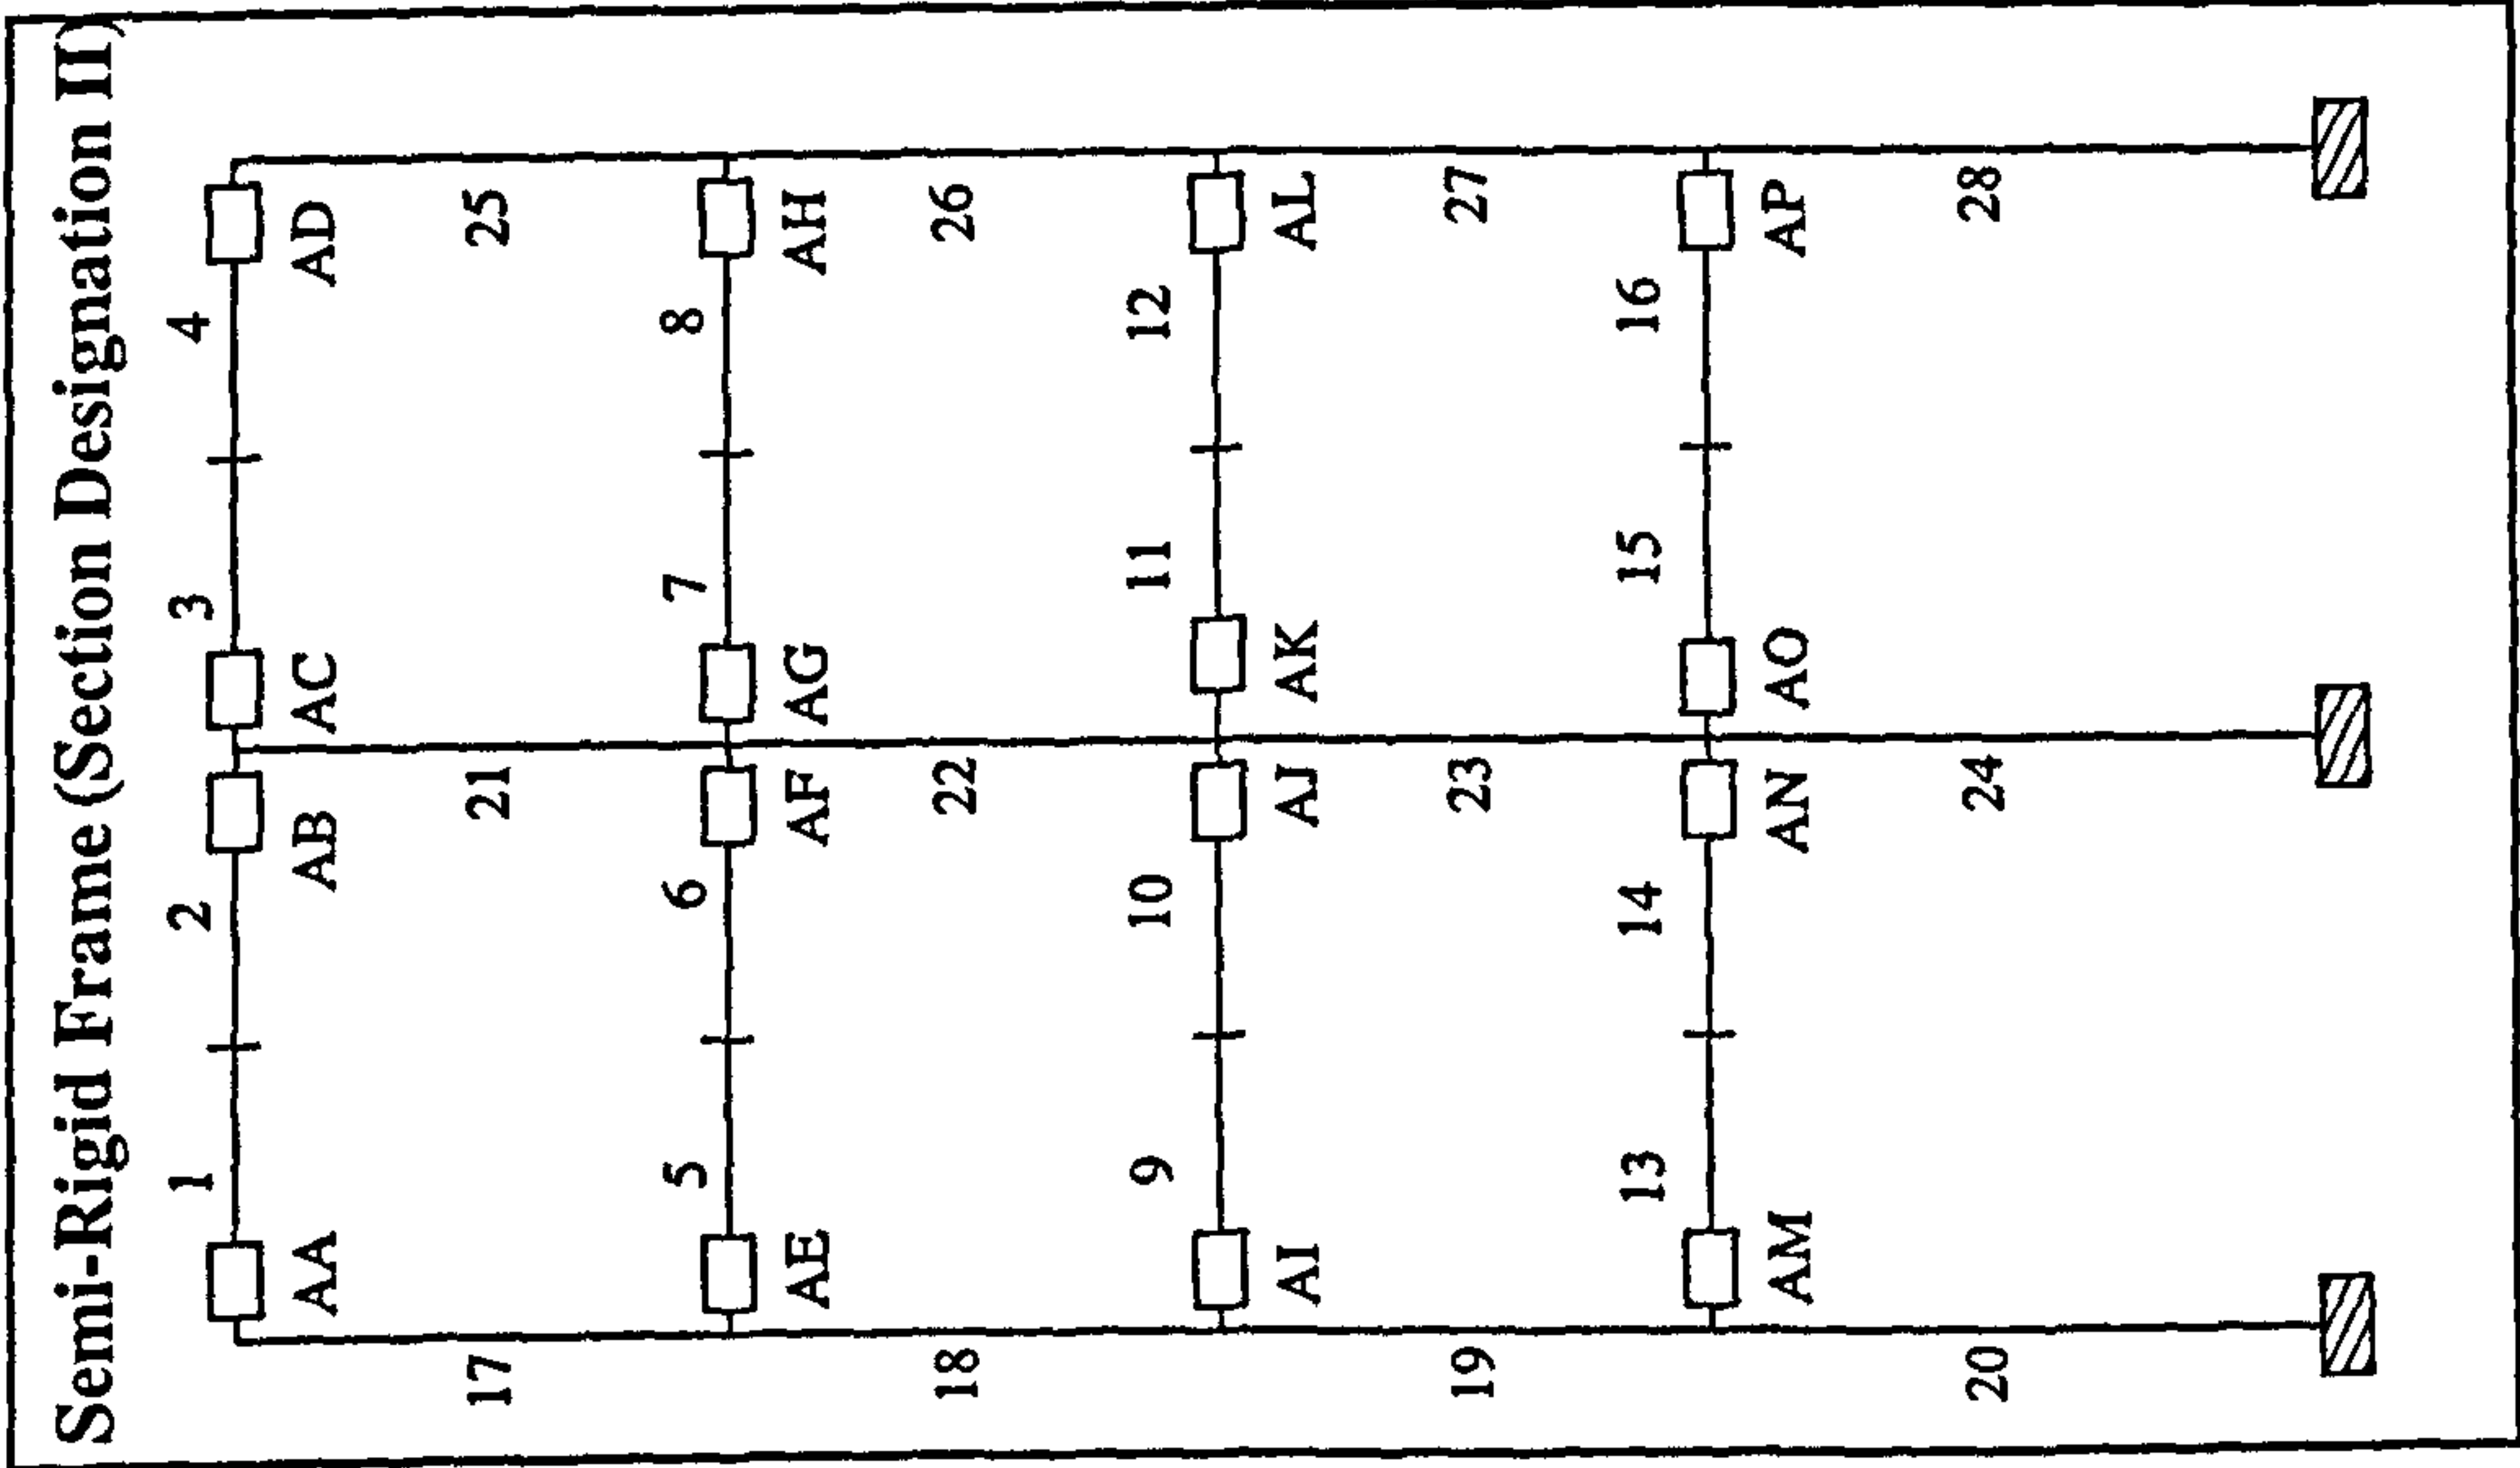 Semi-Rigid Frame (Section Designation II)
1 2 3 4
AA AB AC AD
17 21 25
5 6 7 8
AE AF AG AH
18 22 26
9 10 11 12
AI AJ AK AL
19 23 27
13 14 15 16
AM AN AO AP
20 24 28